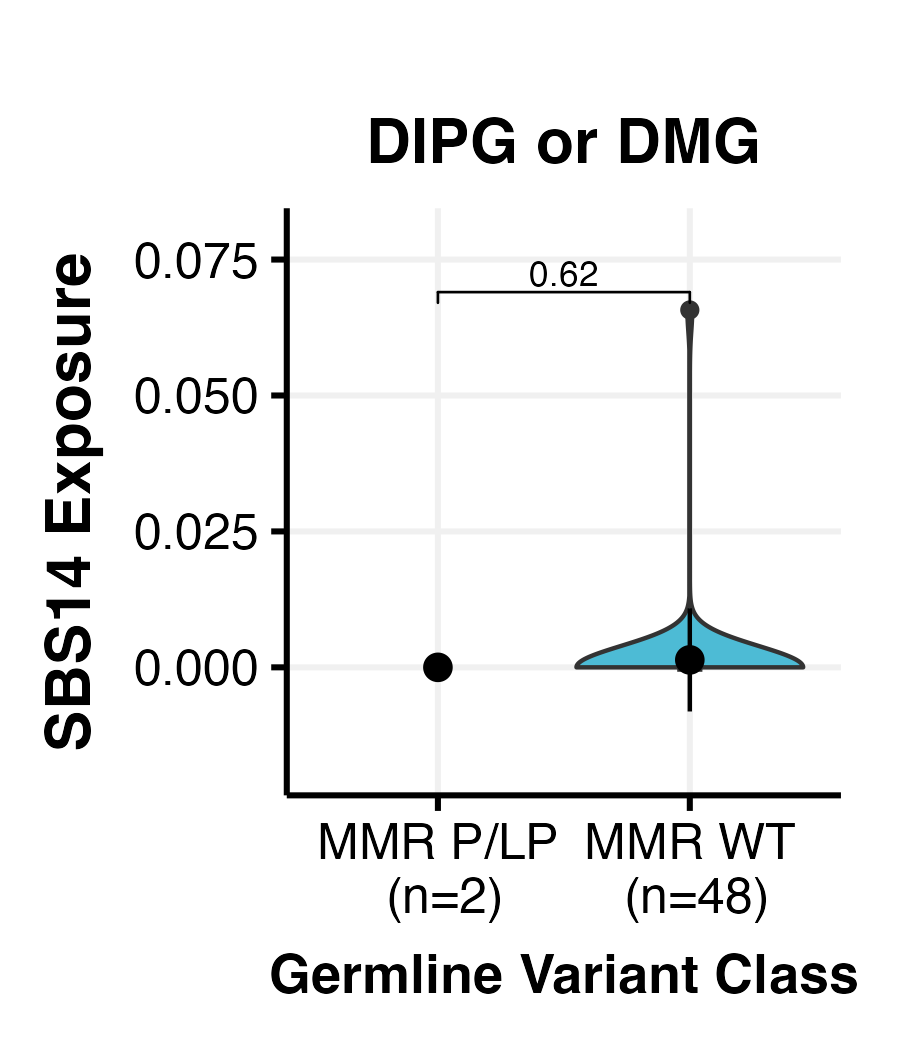 DIPG or DMG
SBS14 Exposure
0.075
0.050
0.025
0.000
0.62
MMR P/LP
(n=2)
MMR WT
(n=48)
Germline Variant Class